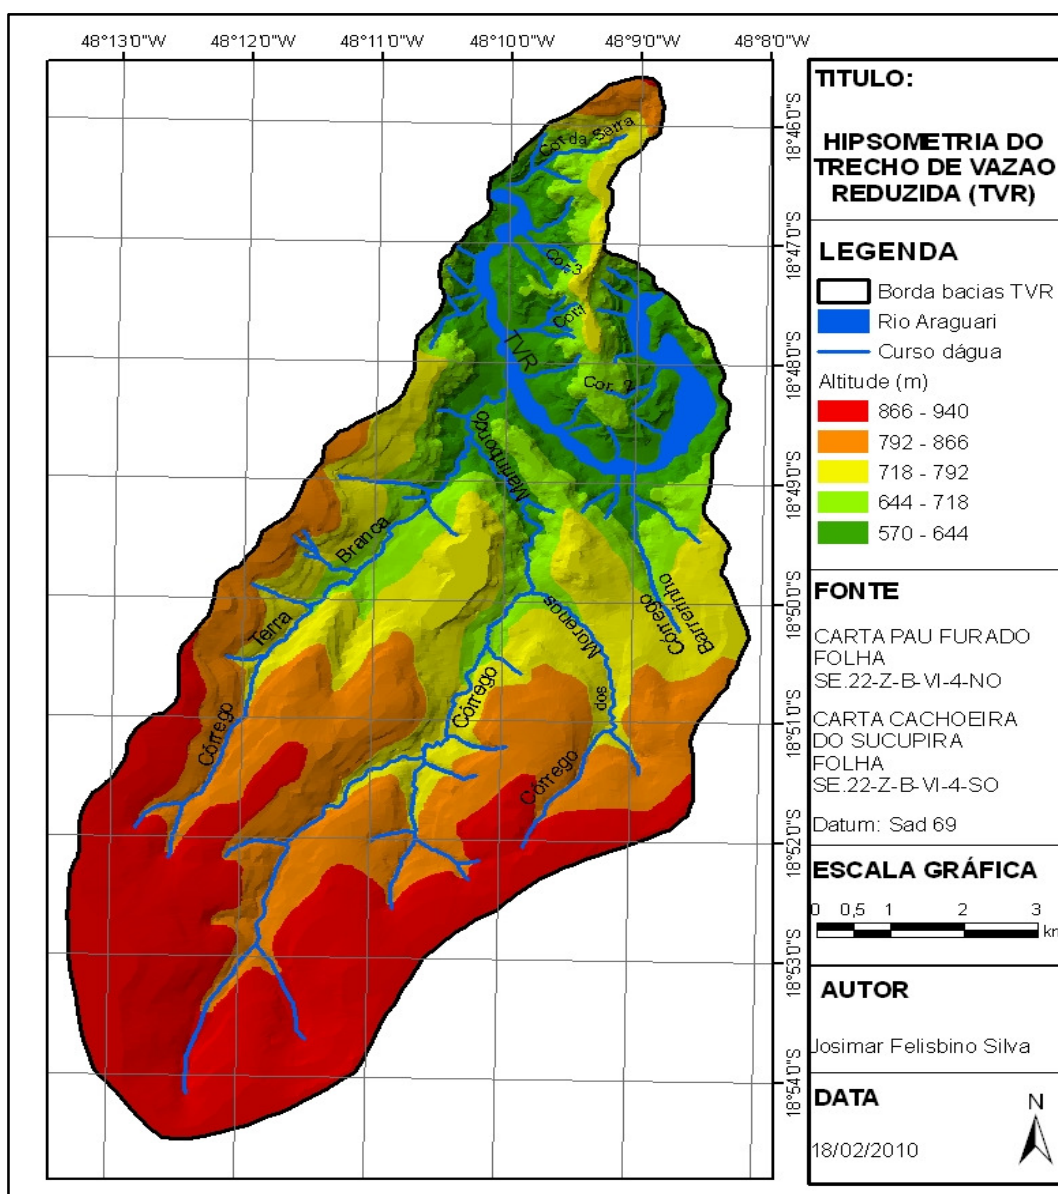 48°13'0"W
48°12'0"W
48°11'0"W
48°10'0"W
48°9'0"W
48°8'0"W
18°46'0"S
18°47'0"S
18°48'0"S
18°49'0"S
18°50'0"S
18°51'0"S
18°52'0"S
18°53'0"S
18°54'0"S
Cor da Serra
Cor.3
Cor1
TVR
Cor. 2
Marimbondo
Branca
Terra
Córrego
Córrego
Morenos
dos
Córrego
Córrego
Barreirinho
TITULO:
HIPSOMETRIA DO
TRECHO DE VAZAO
REDUZIDA (TVR)
LEGENDA
Borda bacias TVR
Rio Araguari
Curso dágua
Altitude (m)
866 - 940
792 - 866
718 - 792
644 - 718
570 - 644
FONTE
CARTA PAU FURADO
FOLHA
SE.22-Z-B-VI-4-NO
CARTA CACHOEIRA
DO SUCUPIRA
FOLHA
SE.22-Z-B-VI-4-SO
Datum: Sad 69
ESCALA GRÁFICA
0 0,5 1 2 3
km
AUTOR
Josimar Felisbino Silva
DATA
18/02/2010
N